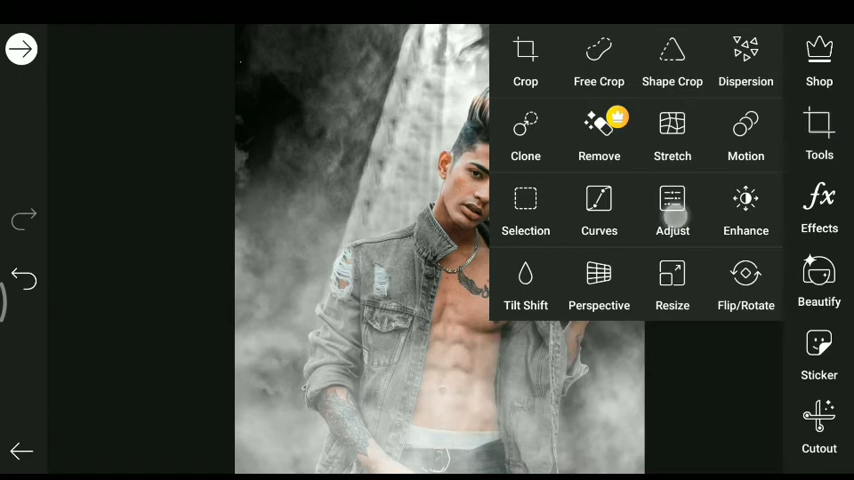 Crop Free Crop Shape Crop Dispersion Shop
Clone Remove Stretch Motion Tools
Selection Curves Adjust Enhance Effects
Tilt Shift Perspective Resize Flip/Rotate Beautify
Sticker
Cutout